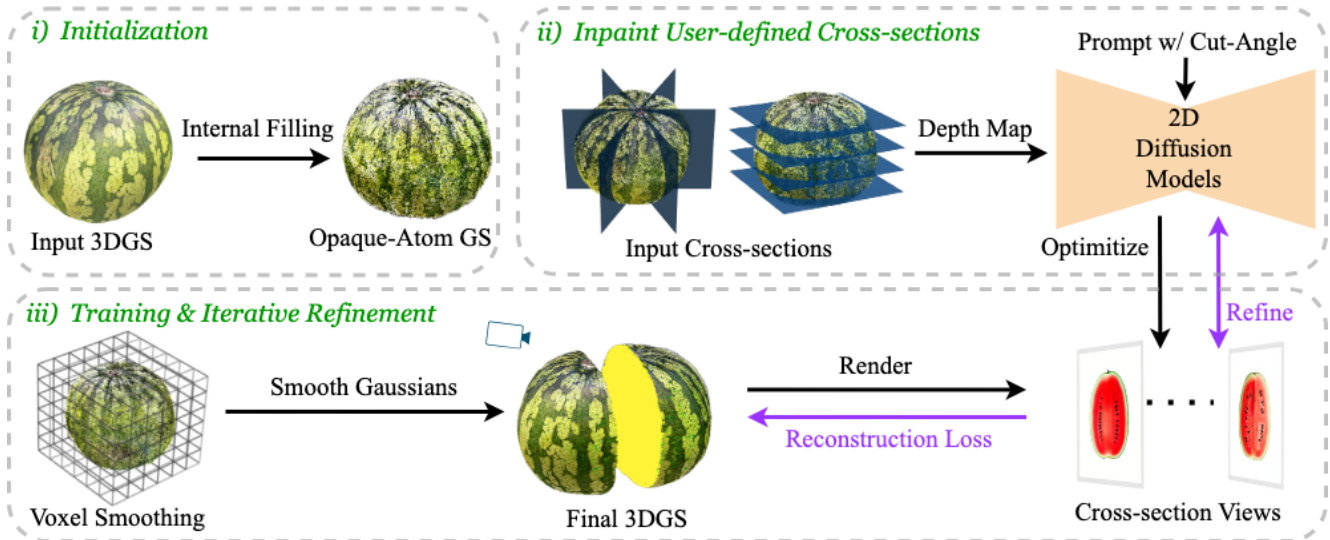 i) Initialization
Internal Filling
Input 3DGS
Opaque-Atom GS
ii) Inpaint User-defined Cross-sections
Prompt w/ Cut-Angle
Depth Map
2D
Diffusion
Models
Input Cross-sections
Optimitize
Refine
iii) Training & Iterative Refinement
Smooth Gaussians
Render
Reconstruction Loss
Voxel Smoothing
Final 3DGS
Cross-section Views